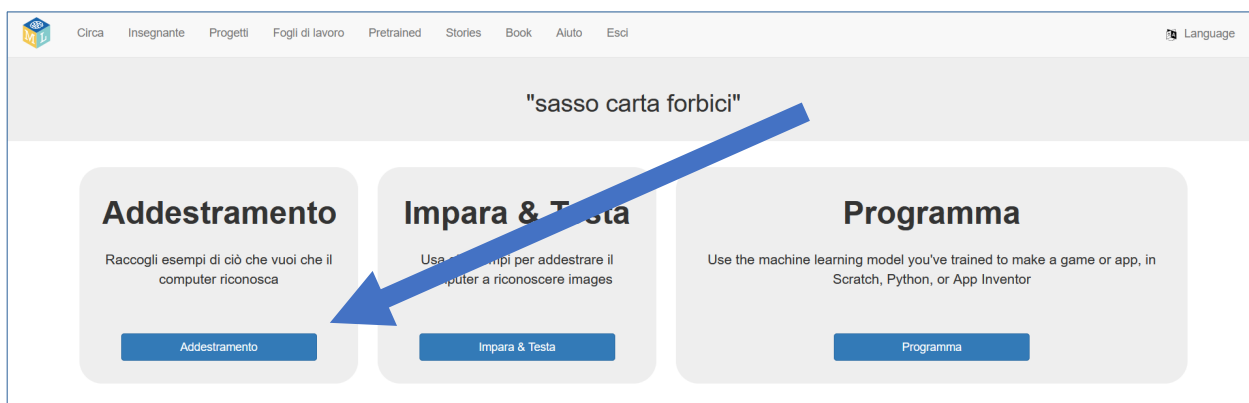 Circa Insegnante Progetti Fogli di lavoro Pretrained Stories Book Aiuto Esci Language
"sasso carta forbici"
Addestramento
Raccogli esempi di ciò che vuoi che il
computer riconosca
Addestramento
Impara & Testa
Usa per addestrare il
a riconoscere images
Impara & Testa
Programma
Use the machine learning model you've trained to make a game or app, in
Scratch, Python, or App Inventor
Programma